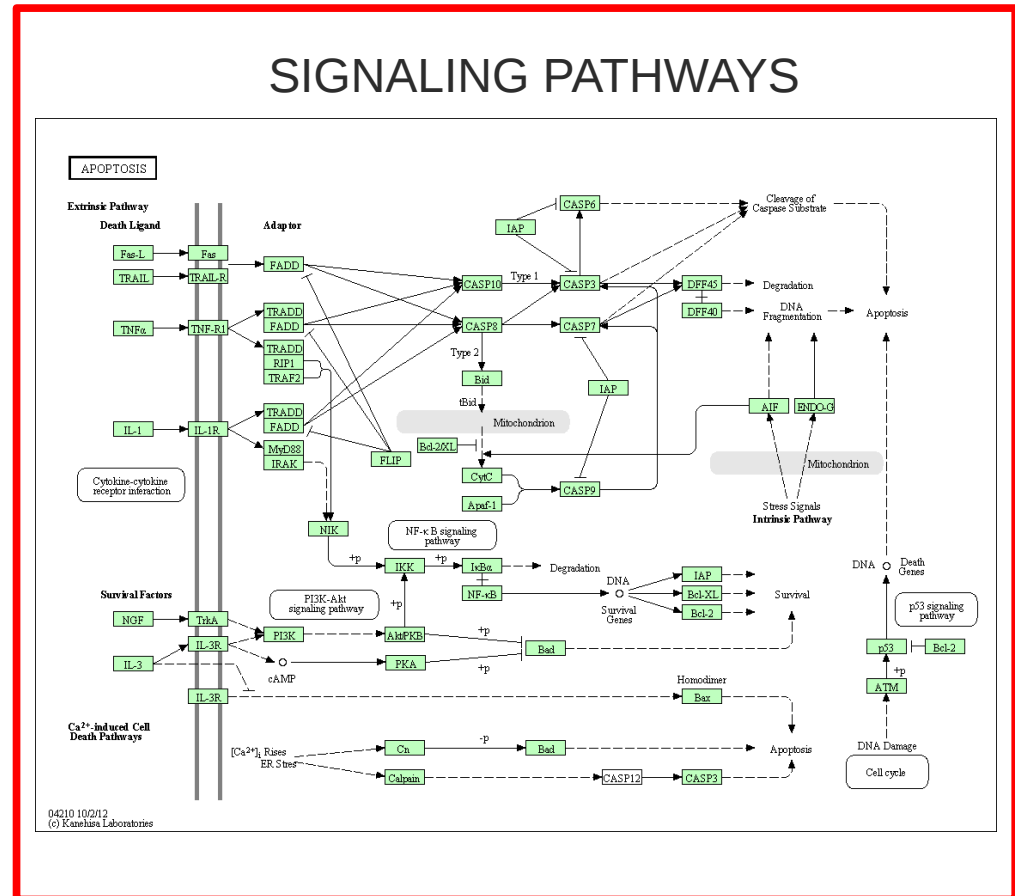 SIGNALING PATHWAYS
APOPTOSIS
Extrinsic Pathway
Death Ligand
Adaptor
Fas-L
Fas
TRAIL
TRAIL-R
FADD
TNFα
TNF-R1
TRADD
FADD
TRADD
RIP1
TRAF2
IL-1
IL-1R
TRADD
FADD
MyD88
IRAK
FLIP
Cytokine-cytokine
receptor inferaction
NIK
CASP6
IAP
CASP10
Type 1
CASP3
CASP8
CASP7
Type 2
Bid
tBid
Mitochondrion
Bcl-2/XL
CytC
Apaf-1
CASP9
IAP
Cleavage of
Caspase Substrate
DFF45
Degradation
DFF40
DNA
Fragmentation
Apoptosis
AIF
ENDO-G
Mitochondrion
Stress Signals
Intrinsic Pathway
NF-κ B signaling
pathway
+p
IKK
+p
IκBα
Degradation
NF-κB
DNA
Survival
Genes
IAP
Bcl-XL
Bcl-2
Survival
DNA
Death
Genes
p53 signaling
pathway
p53
Bcl-2
+p
ATM
DNA Damage
Cell cycle
Survival Factors
PI3K-Akt
signaling pathway
+p
NGF
TrkA
PI3K
Akt/PKB
+p
Bad
IL-3
IL-3R
cAMP
PKA
+p
IL-3R
Homodimer
Bax
Ca²⁺-induced Cell
Death Pathways
[Ca²⁺]i Rises
ER Stres
Cn
-p
Bad
Apoptosis
Calpain
CASP12
CASP3
04210 10/2/12
(c) Kanehisa Laboratories